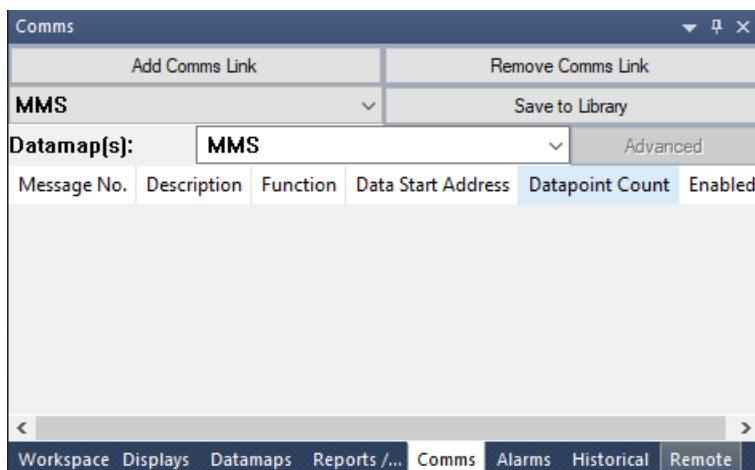 Comms
Add Comms Link Remove Comms Link
MMS Save to Library
Datamap(s): MMS Advanced
Message No. Description Function Data Start Address Datapoint Count Enabled
Workspace Displays Datamaps Reports /... Comms Alarms Historical Remote